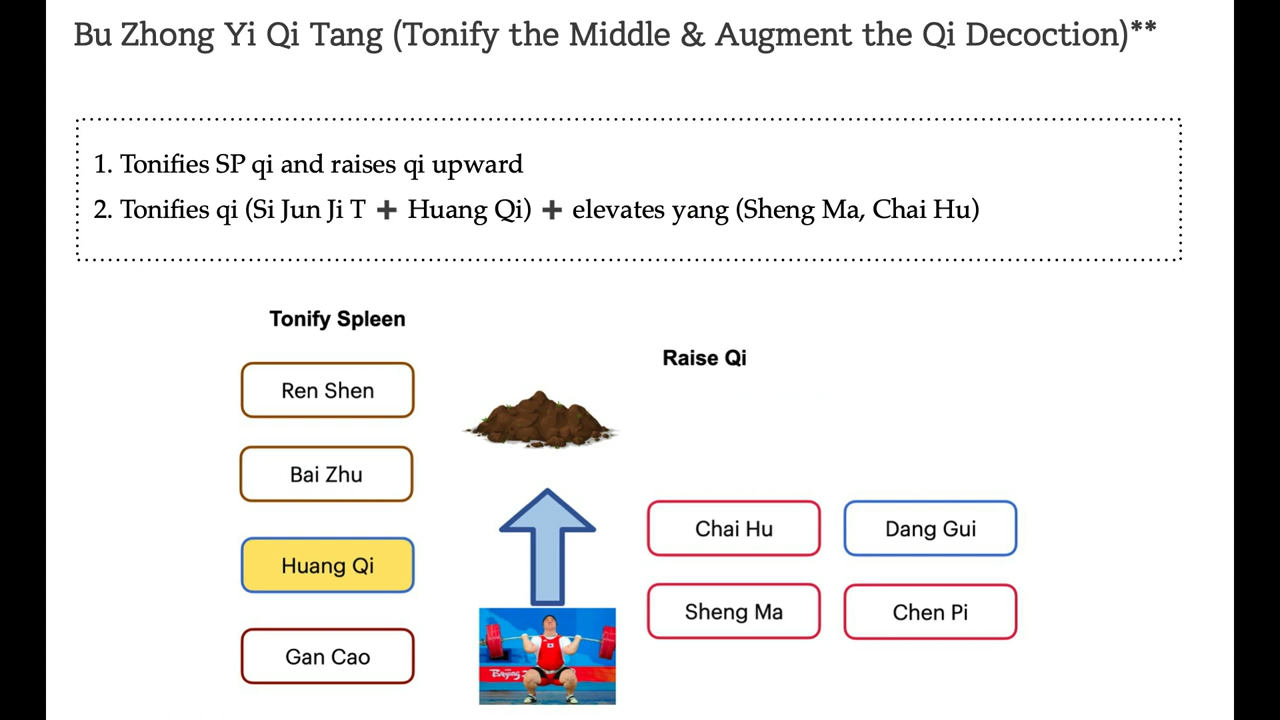 Bu Zhong Yi Qi Tang (Tonify the Middle & Augment the Qi Decoction)**
1. Tonifies SP qi and raises qi upward
2. Tonifies qi (Si Jun Ji T ➕ Huang Qi) ➕ elevates yang (Sheng Ma, Chai Hu)
Tonify Spleen
Raise Qi
Ren Shen
Bai Zhu
Chai Hu
Dang Gui
Huang Qi
Sheng Ma
Chen Pi
Gan Cao
Beijing